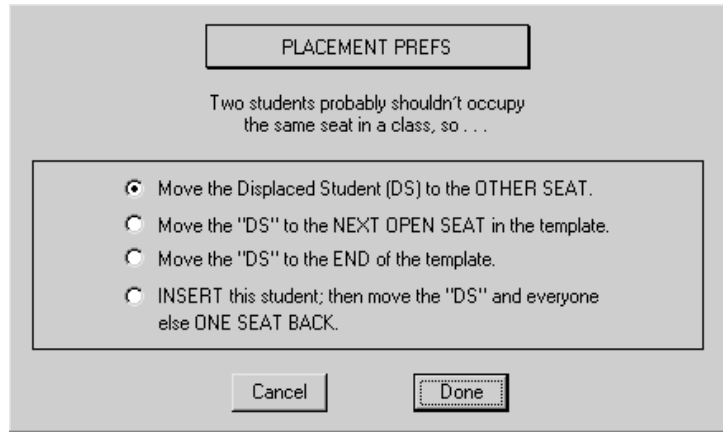 PLACEMENT PREFS
Two students probably shouldn´t occupy
the same seat in a class, so . . .
Move the Displaced Student (DS) to the OTHER SEAT.
Move the "DS" to the NEXT OPEN SEAT in the template.
Move the "DS" to the END of the template.
INSERT this student; then move the "DS" and everyone
else ONE SEAT BACK.
Cancel
Done